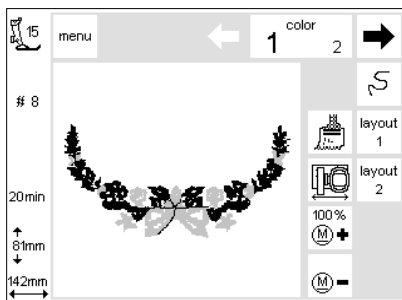 15
menu
color
1 2
# 8
layout
1
layout
2
20min
100%
M +
81mm
M -
142mm